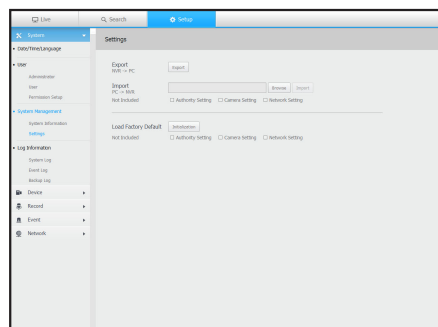 Live
Search
Setup
System
Date/Time/Language
User
Administrator
User
Permission Setup
System Management
System Information
Settings
Log Information
System Log
Event Log
Backup Log
Device
Record
Event
Network
Settings
Export
NVR -> PC
Export
Import
PC -> NVR
Browse Import
Not Included Authority Setting Camera Setting Network Setting
Load Factory Default Initialization
Not Included Authority Setting Camera Setting Network Setting